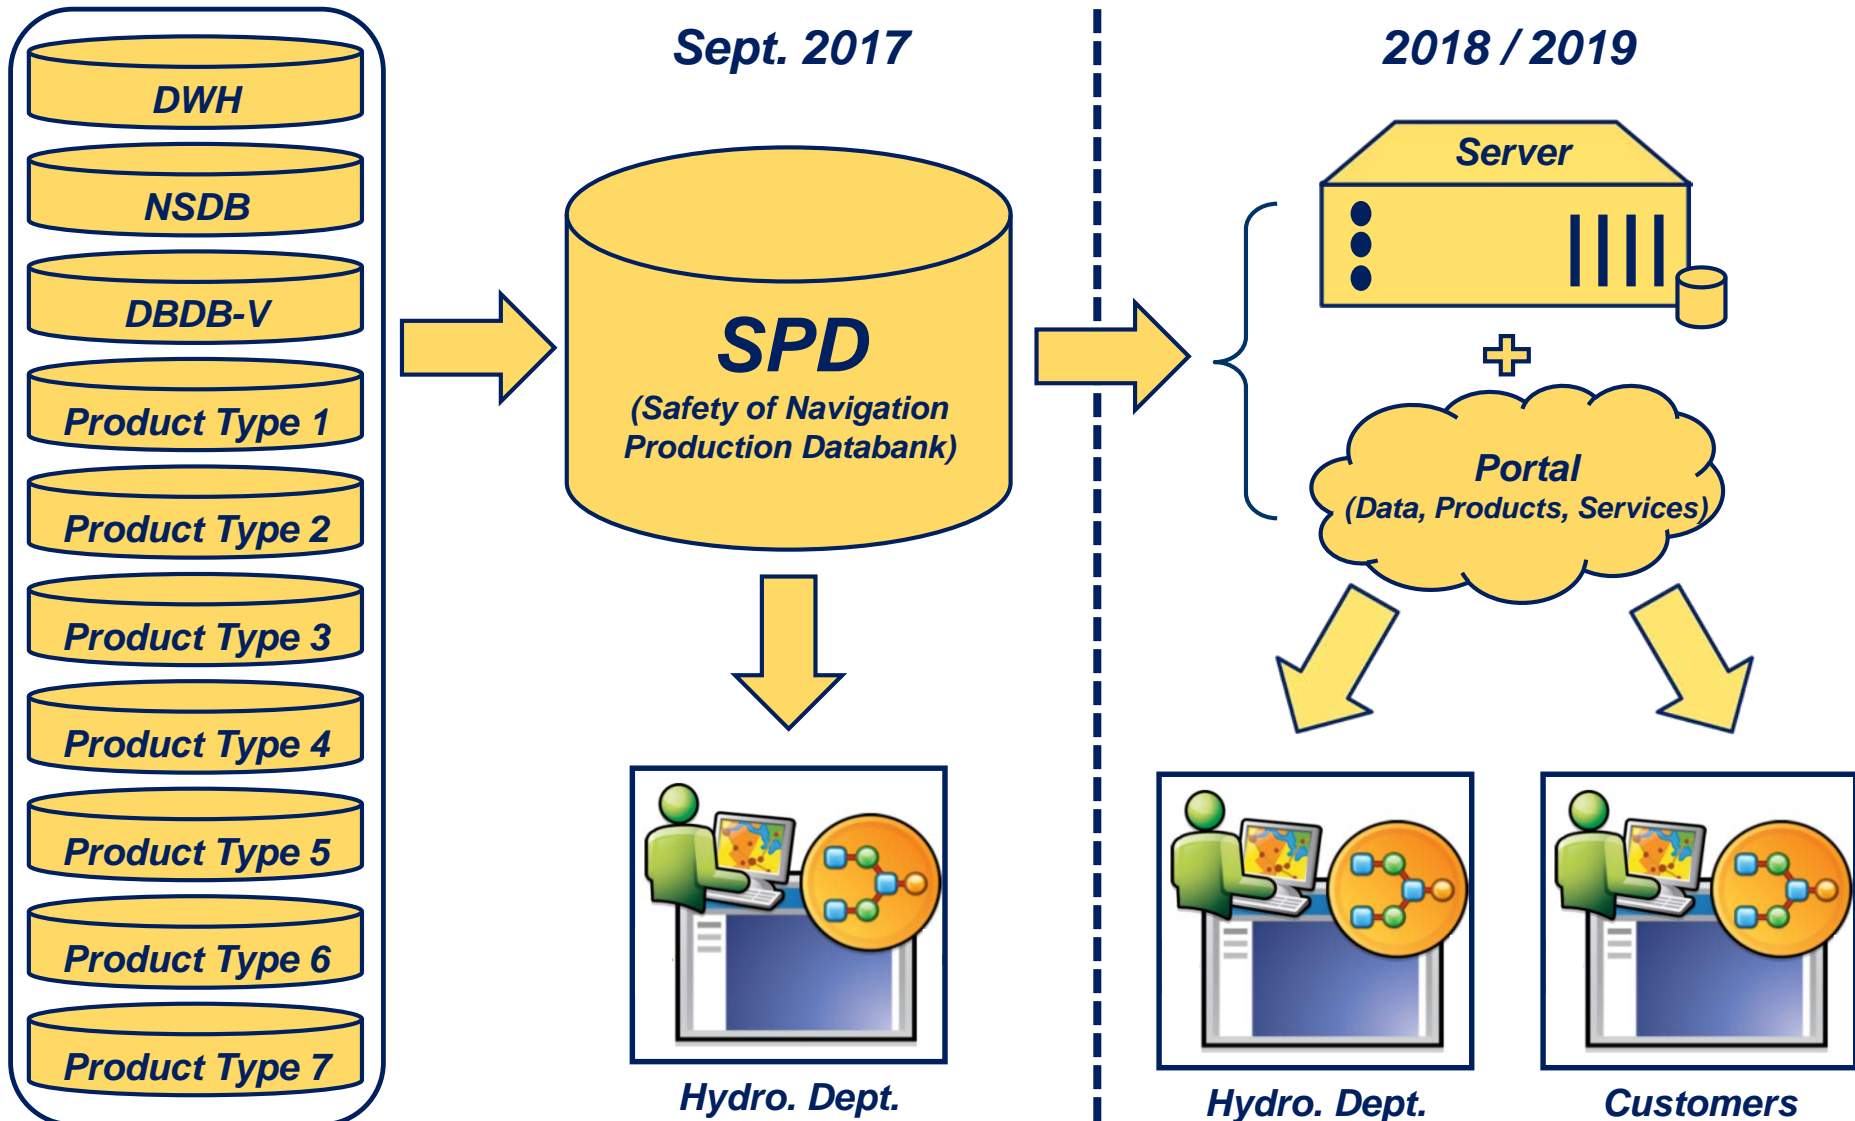 DWH
NSDB
DBDB-V
Product Type 1
Product Type 2
Product Type 3
Product Type 4
Product Type 5
Product Type 6
Product Type 7
Sept. 2017
SPD
(Safety of Navigation
Production Databank)
Hydro. Dept.
2018 / 2019
Server
Portal
(Data, Products, Services)
Hydro. Dept.
Customers